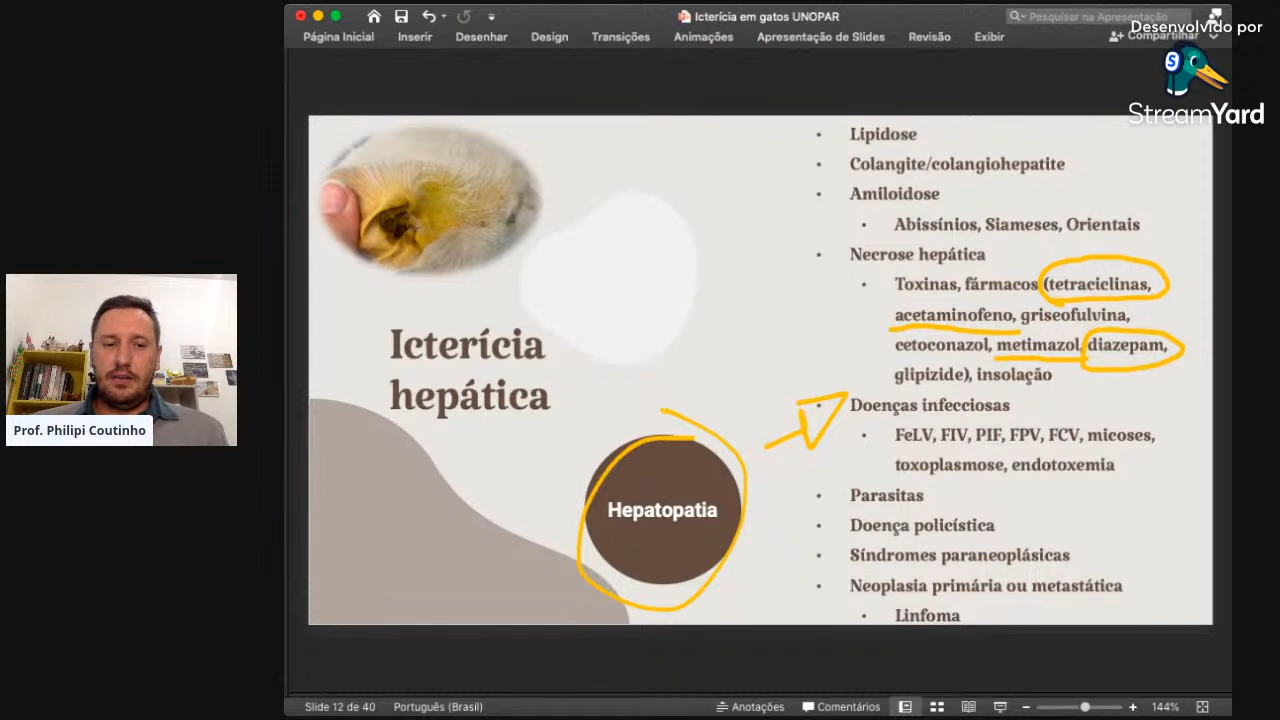 Ictericía em gatos UNOPAR
Pesquisar na Apresentação
Desenvolvido por
StreamYard
Página Inicial Inserir Desenhar Design Transições Animações Apresentação de Slides Revisão Exibir Compartilhar
Icterícia
hepática
Hepatopatia
• Lipidose
• Colangite/colangiohepatite
• Amiloidose
• Abissínios, Siameses, Orientais
• Necrose hepática
• Toxinas, fármacos (tetraciclinas,
acetaminofeno, griseofulvina,
cetoconazol, metimazol, diazepam,
glipizide), insolação
• Doenças infecciosas
• FeLV, FIV, PIF, FPV, FCV, micoses,
toxoplasmose, endotoxemia
• Parasitas
• Doença policística
• Síndromes paraneoplásicas
• Neoplasia primária ou metastática
• Linfoma
Prof. Philipi Coutinho
Slide 12 de 40 Português (Brasil) Anotações Comentários 144%